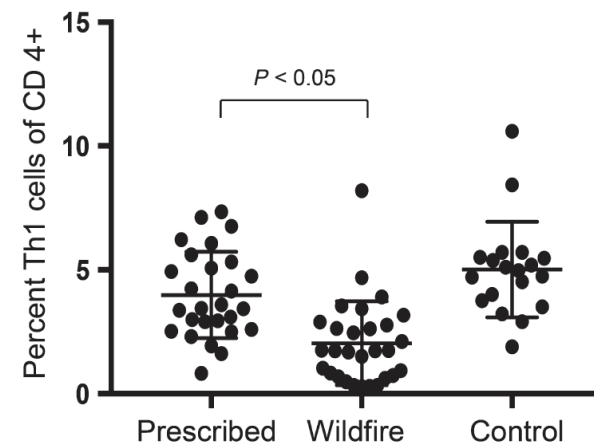 Percent Th1 cells of CD 4+
15
10
5
0
P < 0.05
Prescribed Wildfire Control